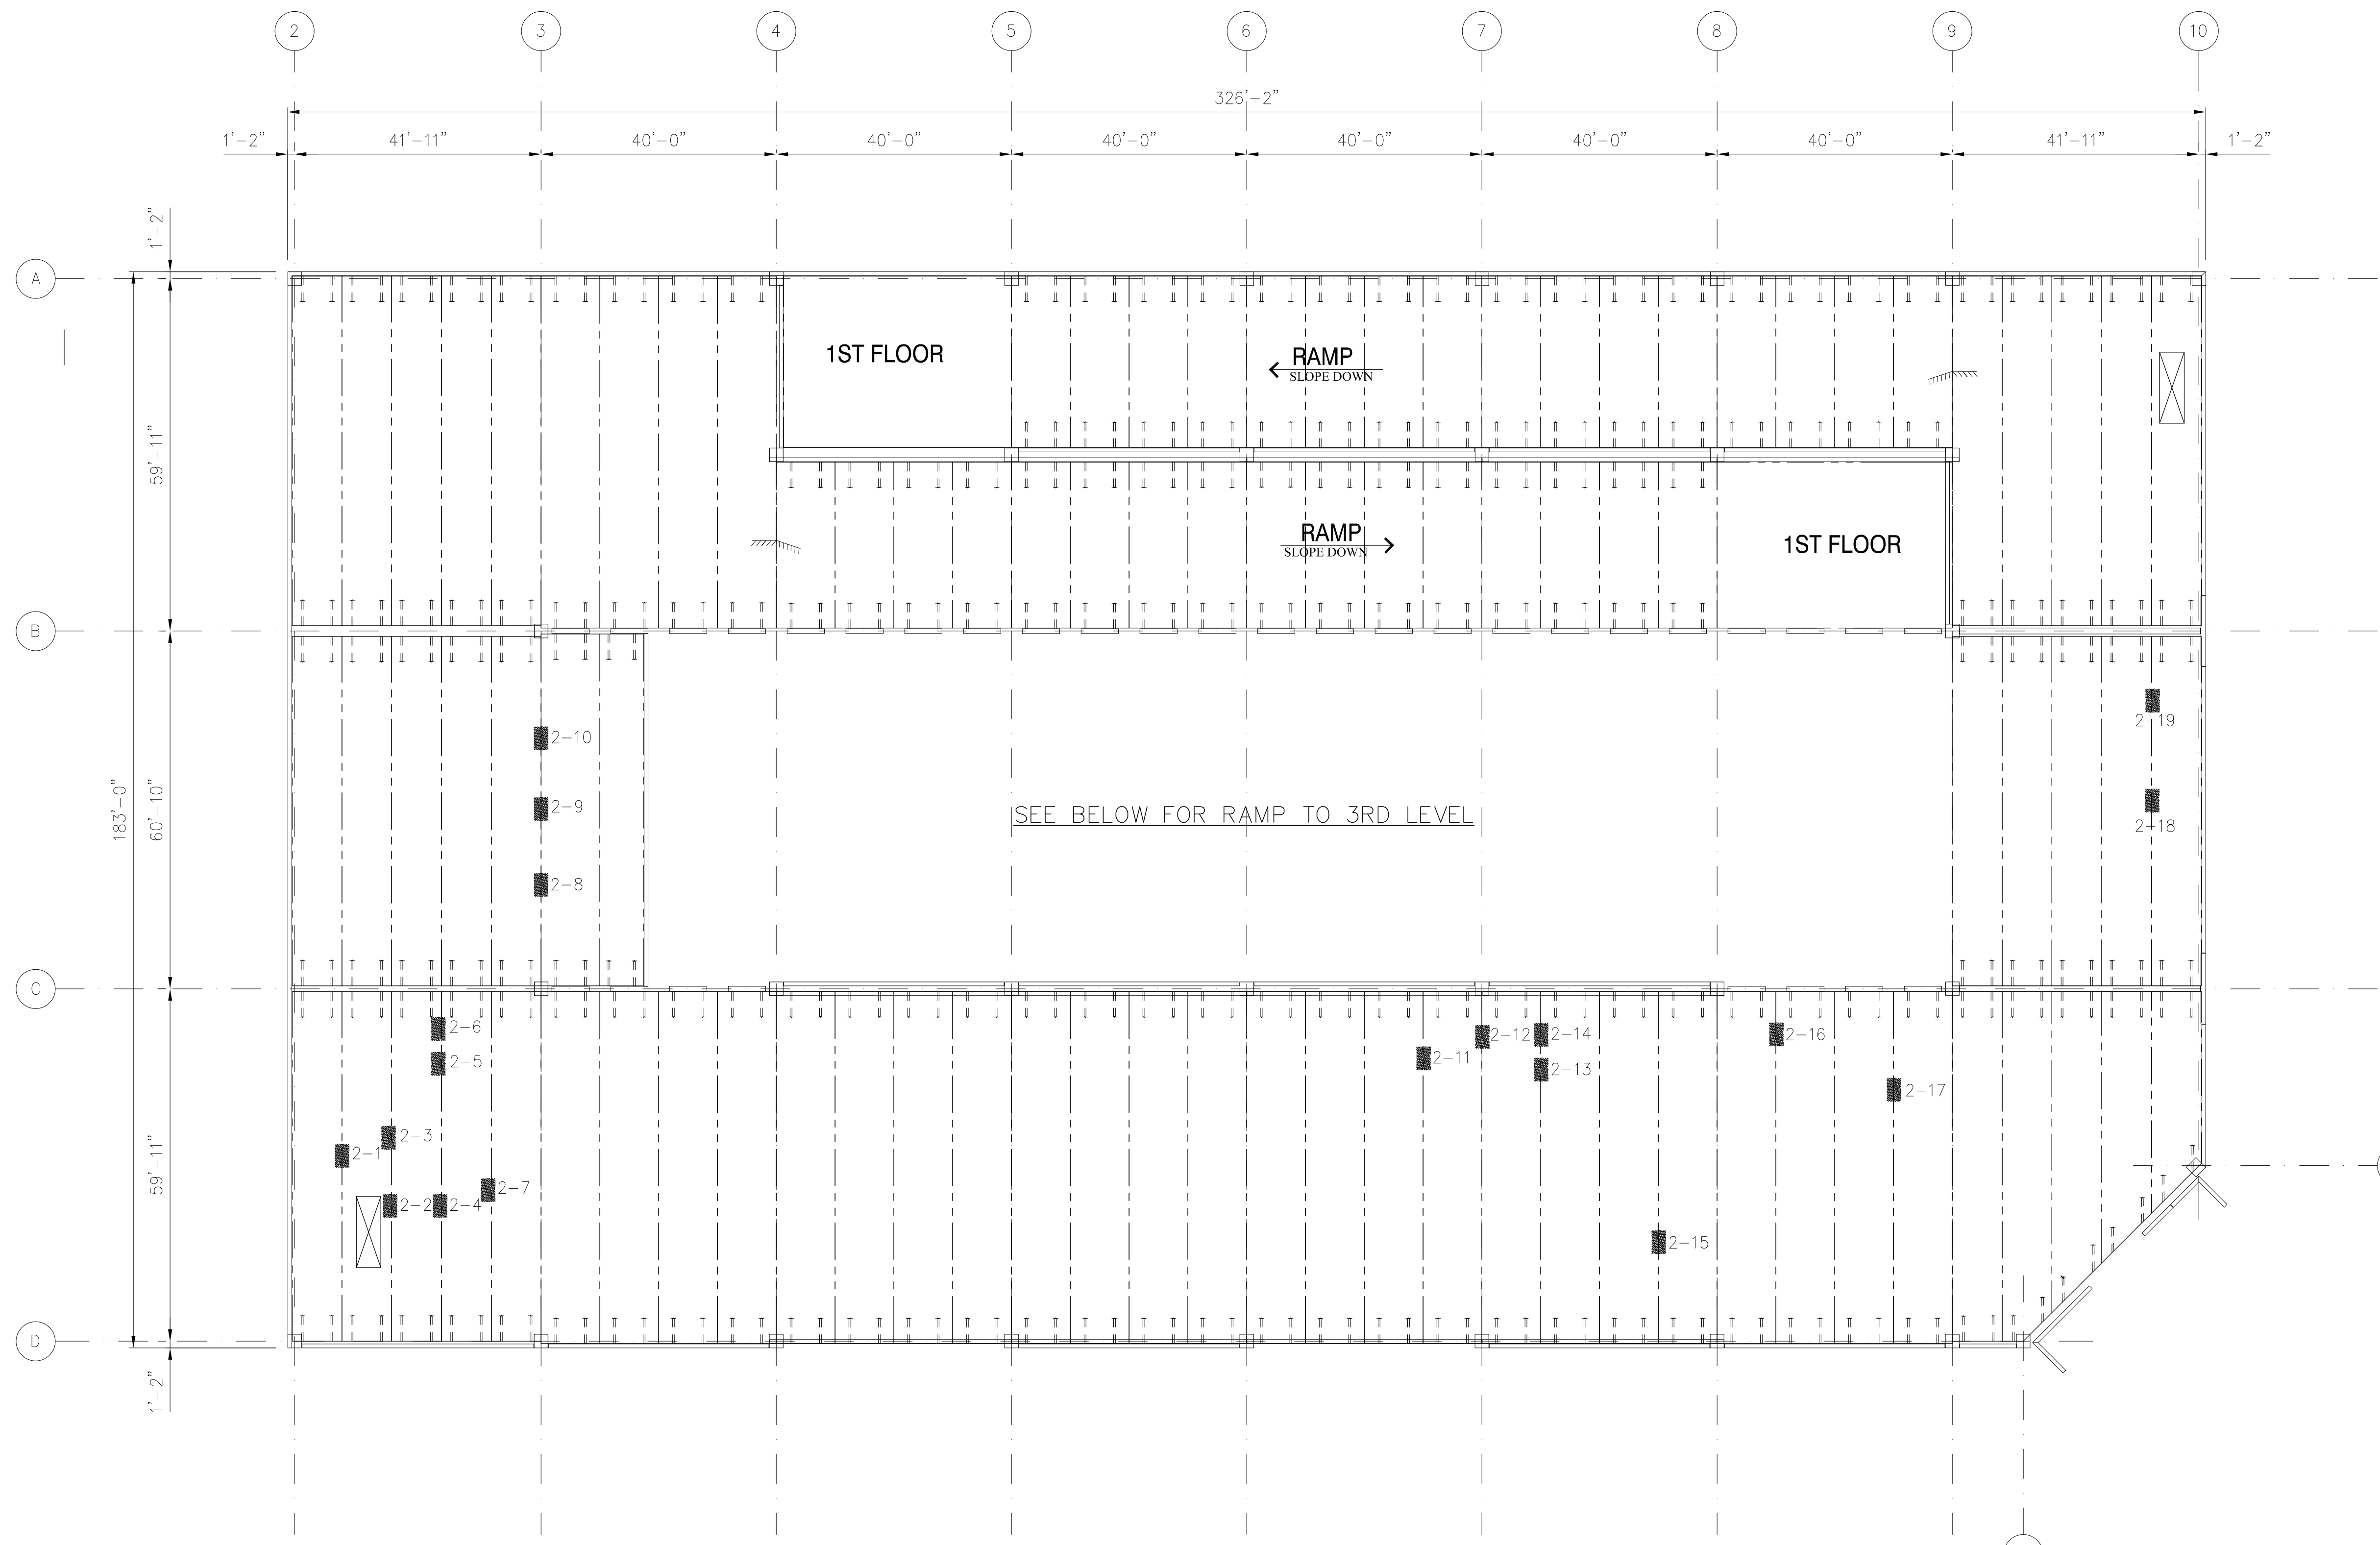 2 3 4 5 6 7 8 9 10
326'-2"
1'-2" 41'-11" 40'-0" 40'-0" 40'-0" 40'-0" 40'-0" 40'-0" 41'-11" 1'-2"
1'-2"
A
1ST FLOOR
RAMP
SLOPE DOWN
59'-11"
RAMP
SLOPE DOWN
1ST FLOOR
B
2-19
2-10
183'-0"
60'-10"
2-9
SEE BELOW FOR RAMP TO 3RD LEVEL
2-18
2-8
C
2-6
2-12
2-14
2-16
2-5
2-11
2-13
2-17
2-3
2-1
59'-11"
2-7
2-2
2-4
2-15
D
1'-2"